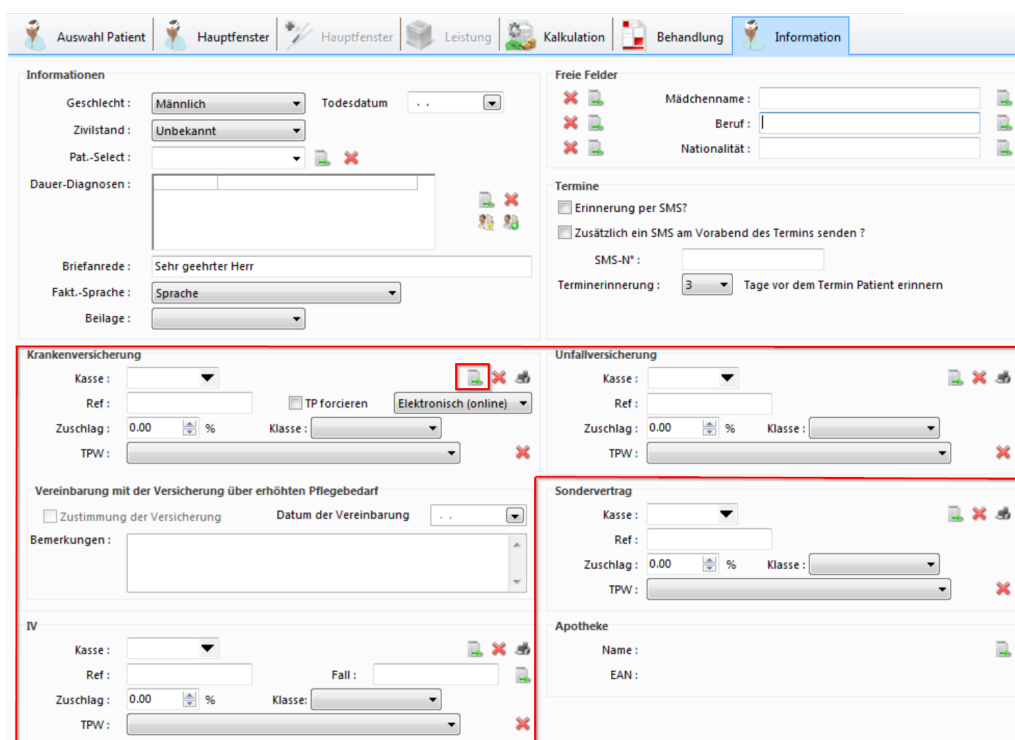 Auswahl Patient Hauptfenster Hauptfenster Leistung Kalkulation Behandlung Information
Informationen
Geschlecht : Männlich Todesdatum . .
Zivilstand : Unbekannt
Pat.-Select :
Dauer-Diagnosen :
Briefanrede : Sehr geehrter Herr
Fakt.-Sprache : Sprache
Beilage :
Freie Felder
Mädchenname :
Beruf :
Nationalität :
Termine
Erinnerung per SMS?
Zusätzlich ein SMS am Vorabend des Termins senden ?
SMS-N° :
Terminerinnerung : 3 Tage vor dem Termin Patient erinnern
Krankenversicherung
Kasse :
Ref : TP forcieren Elektronisch (online)
Zuschlag : 0.00 % Klasse :
TPW :
Unfallversicherung
Kasse :
Ref :
Zuschlag : 0.00 % Klasse :
TPW :
Vereinbarung mit der Versicherung über erhöhten Pflegebedarf
Zustimmung der Versicherung Datum der Vereinbarung . .
Bemerkungen :
Sondervertrag
Kasse :
Ref :
Zuschlag : 0.00 % Klasse :
TPW :
IV
Kasse :
Ref : Fall :
Zuschlag : 0.00 % Klasse:
TPW :
Apotheke
Name :
EAN :